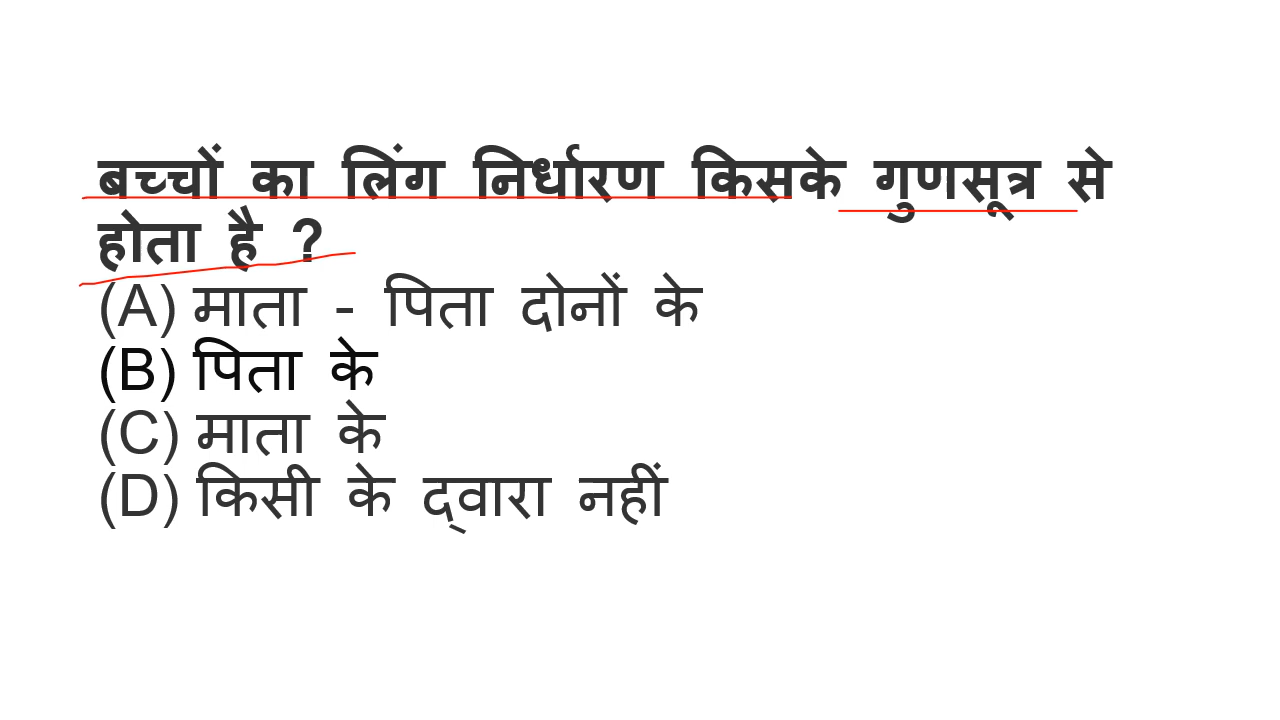 बच्चों का लिंग निर्धारण किसके गुणसूत्र से
होता है ?
(A) माता - पिता दोनों के
(B) पिता के
(C) माता के
(D) किसी के द्‌वारा नहीं